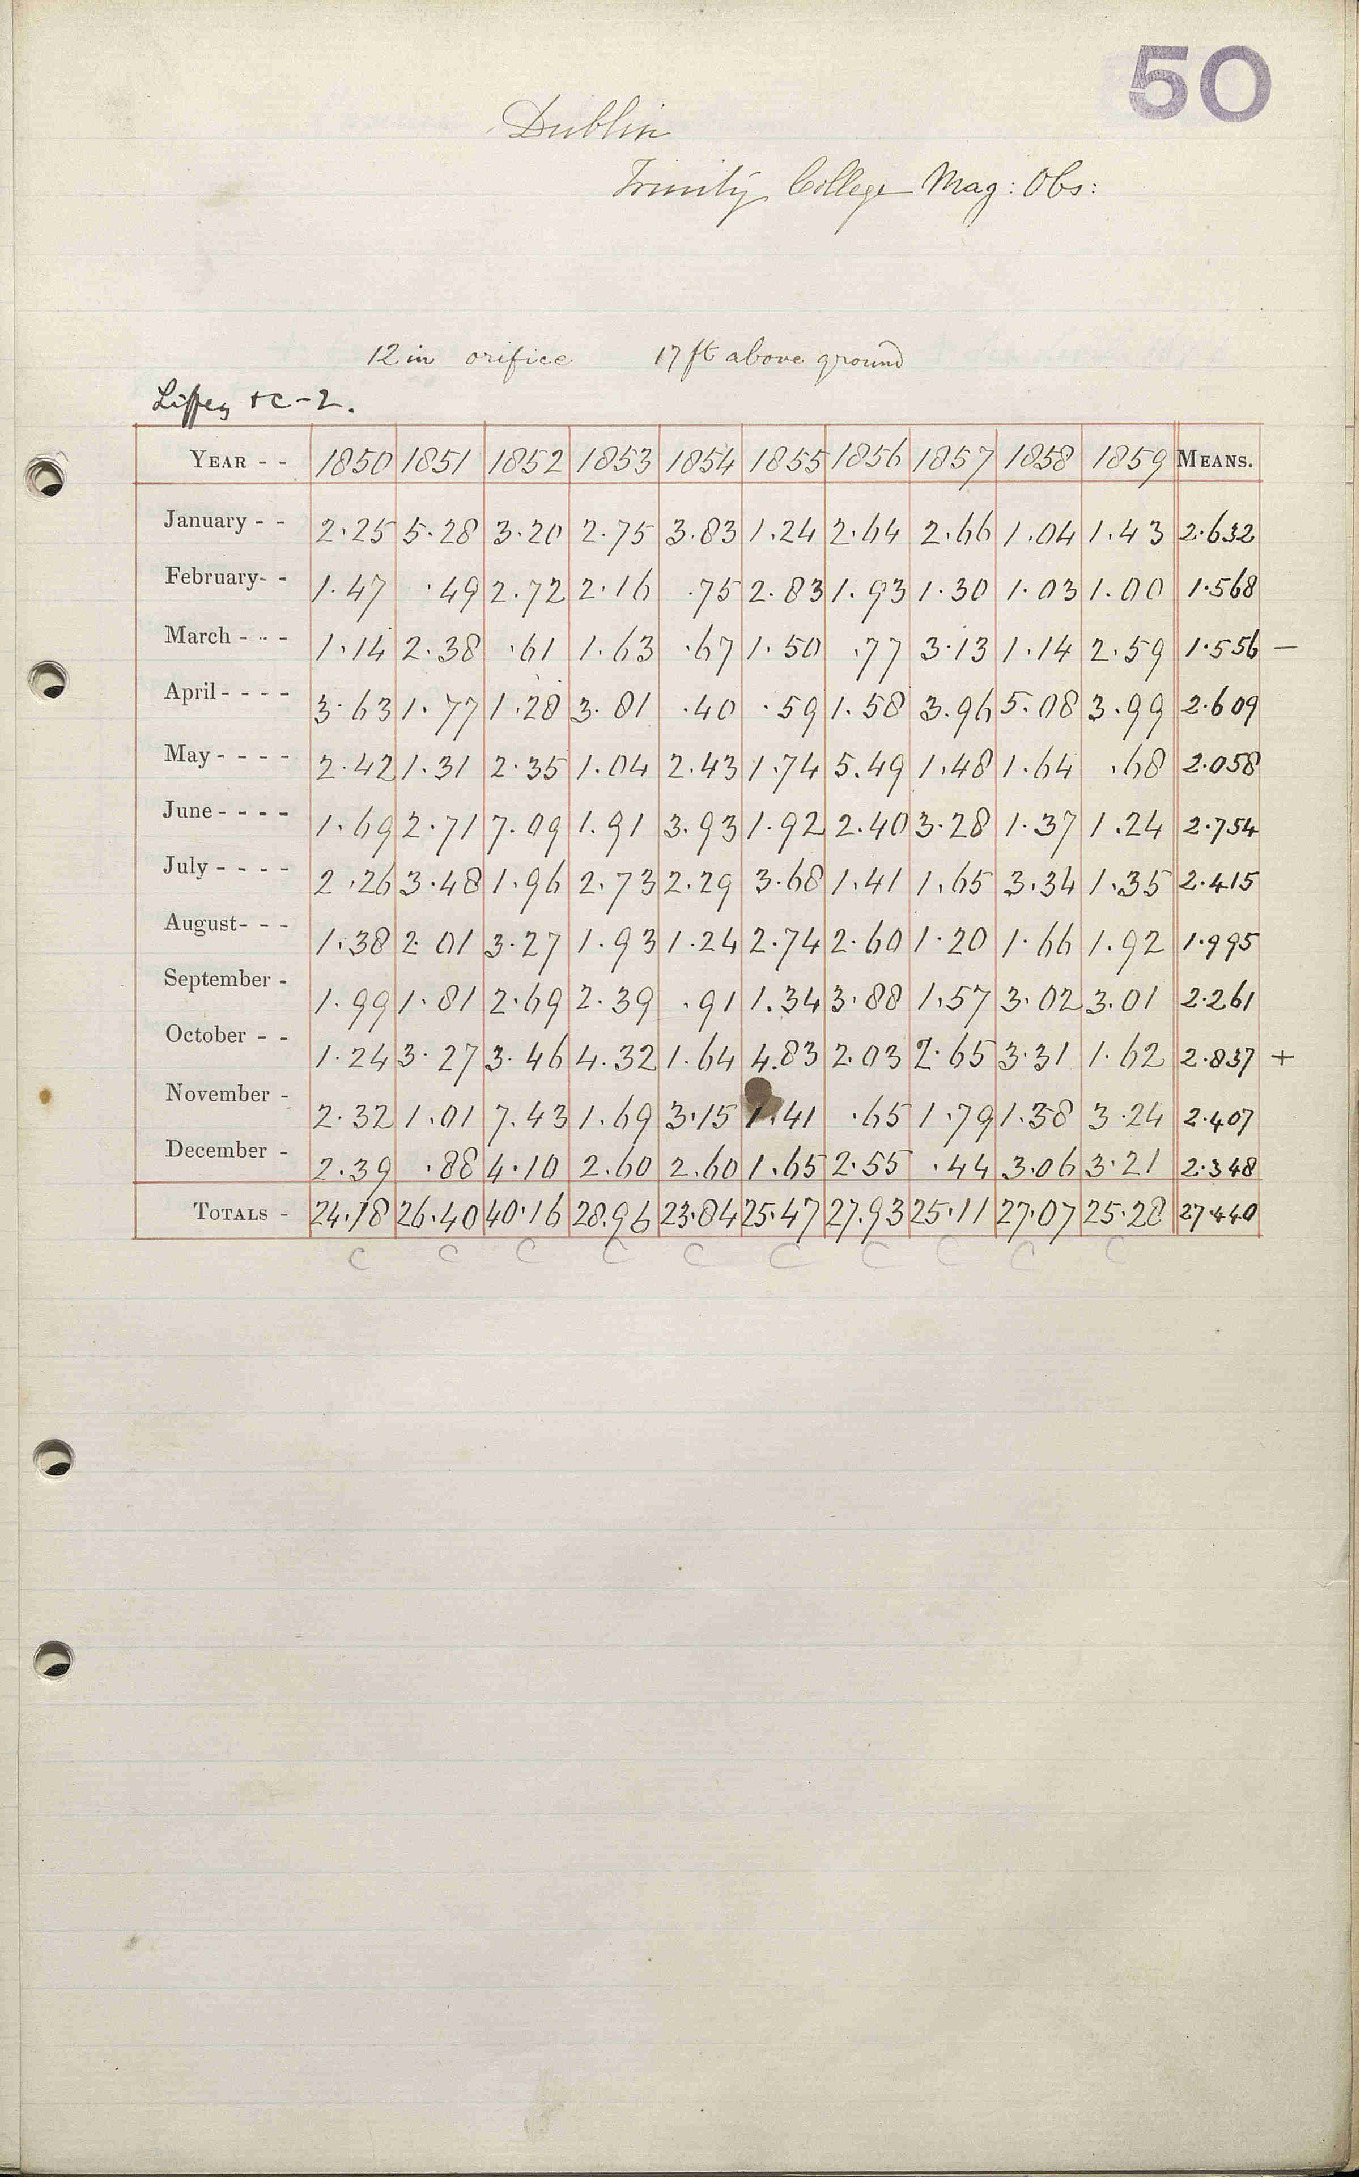 50
Dublin
Trinity College Mag: Obs:
12 in orifice 17 ft above ground
Liffey &c-2.
YEAR - - 1850 1851 1852 1853 1854 1855 1856 1857 1858 1859 MEANS.
January - - 2.25 5.28 3.20 2.75 3.83 1.24 2.64 2.66 1.04 1.43 2.632
February- - 1.47 .49 2.72 2.16 .75 2.83 1.93 1.30 1.03 1.00 1.568
March - - - 1.14 2.38 .61 1.63 .67 1.50 .77 3.13 1.14 2.59 1.556 —
April - - - - 3.63 1.77 1.28 3.81 .40 .59 1.58 3.96 5.08 3.99 2.609
May - - - - 2.42 1.31 2.35 1.04 2.43 1.74 5.49 1.48 1.64 .68 2.058
June - - - - 1.69 2.71 7.09 1.91 3.93 1.92 2.40 3.28 1.37 1.24 2.754
July - - - - 2.26 3.48 1.96 2.73 2.29 3.68 1.41 1.65 3.34 1.35 2.415
August- - - 1.38 2.01 3.27 1.93 1.24 2.74 2.60 1.20 1.66 1.92 1.995
September - 1.99 1.81 2.69 2.39 .91 1.34 3.88 1.57 3.02 3.01 2.261
October - - 1.24 3.27 3.46 4.32 1.64 4.83 2.03 2.65 3.31 1.62 2.837 +
November - 2.32 1.01 7.43 1.69 3.15 1.41 .65 1.79 1.38 3.24 2.407
December - 2.39 .88 4.10 2.60 2.60 1.65 2.55 .44 3.06 3.21 2.348
TOTALS - 24.18 26.40 40.16 28.96 23.84 25.47 27.93 25.11 27.07 25.28 27.440
C C C C C C C C C C